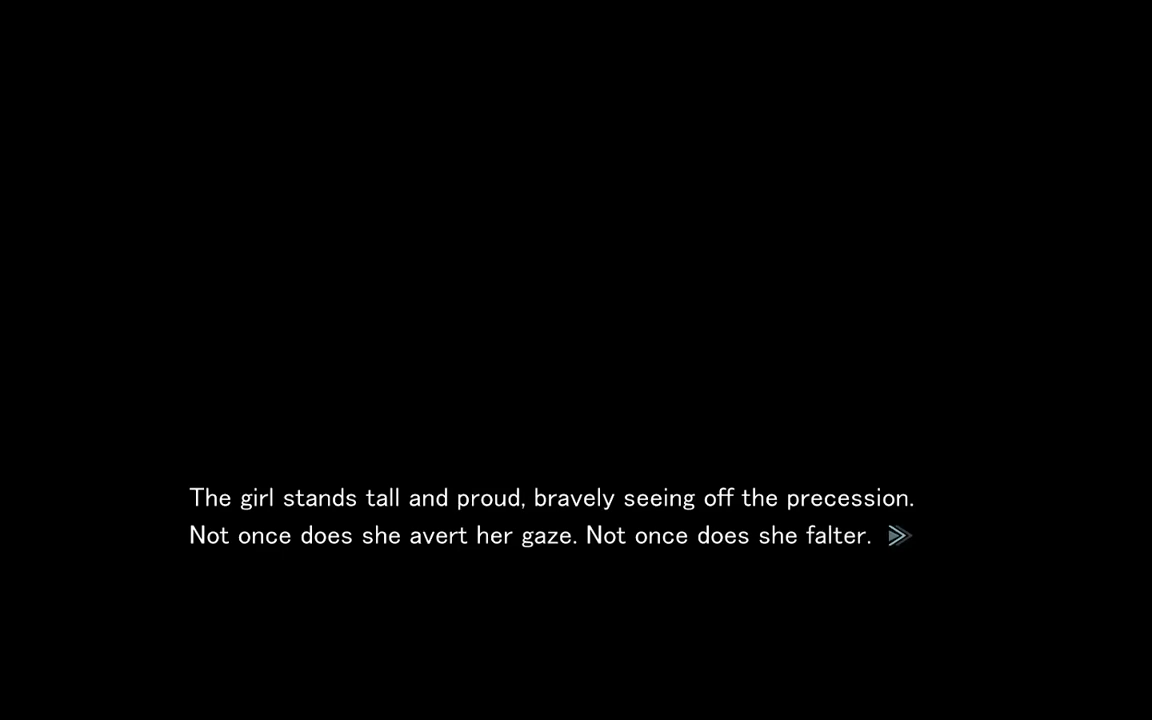 The girl stands tall and proud, bravely seeing off the precession.
Not once does she avert her gaze. Not once does she falter.